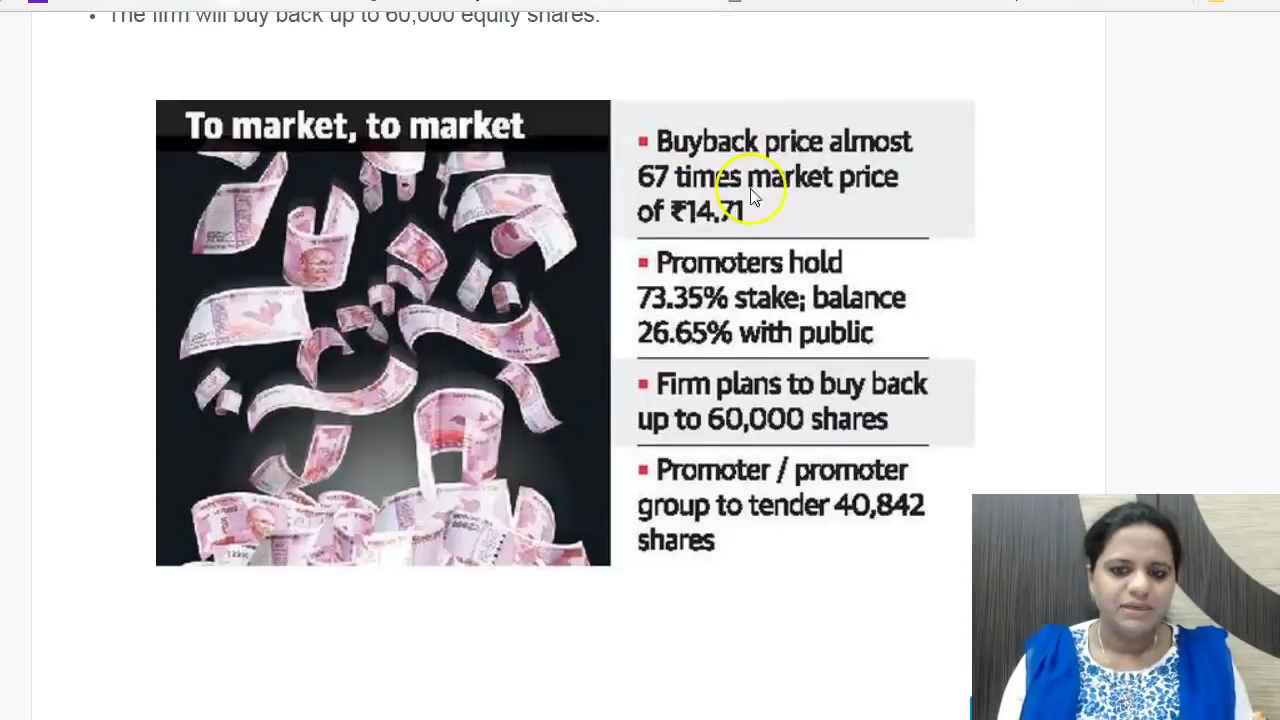 • The firm will buy back up to 60,000 equity shares.
To market, to market
▪ Buyback price almost
67 times market price
of ₹14.71
▪ Promoters hold
73.35% stake; balance
26.65% with public
▪ Firm plans to buy back
up to 60,000 shares
▪ Promoter / promoter
group to tender 40,842
shares